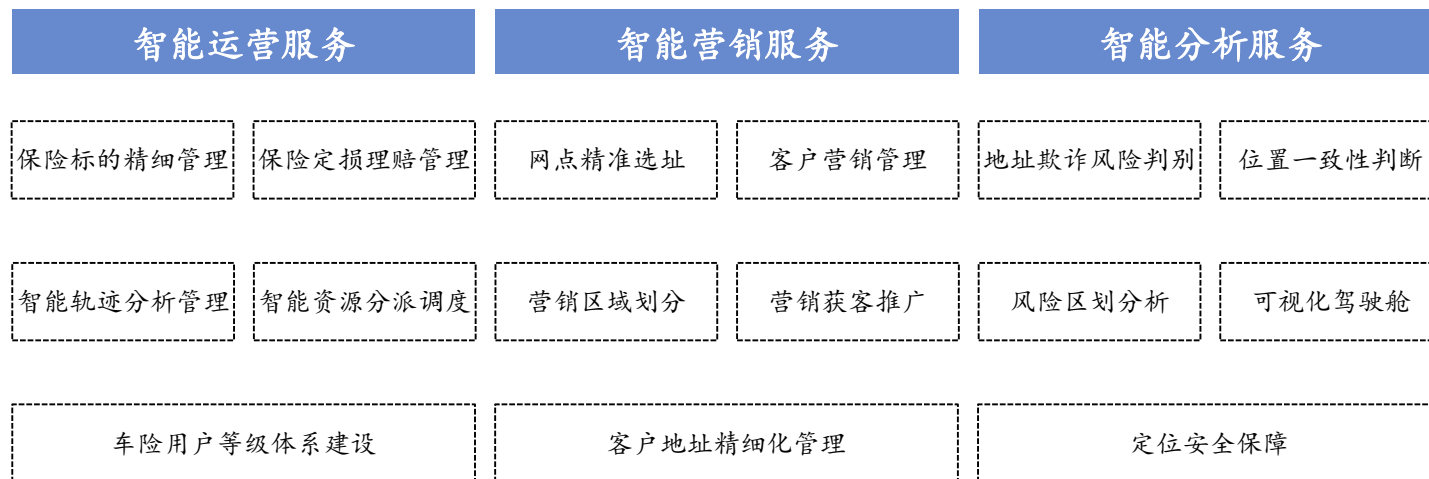 智能运营服务
智能营销服务
智能分析服务
保险标的精细管理
保险定损理赔管理
网点精准选址
客户营销管理
地址欺诈风险判别
位置一致性判断
智能轨迹分析管理
智能资源分派调度
营销区域划分
营销获客推广
风险区划分析
可视化驾驶舱
车险用户等级体系建设
客户地址精细化管理
定位安全保障